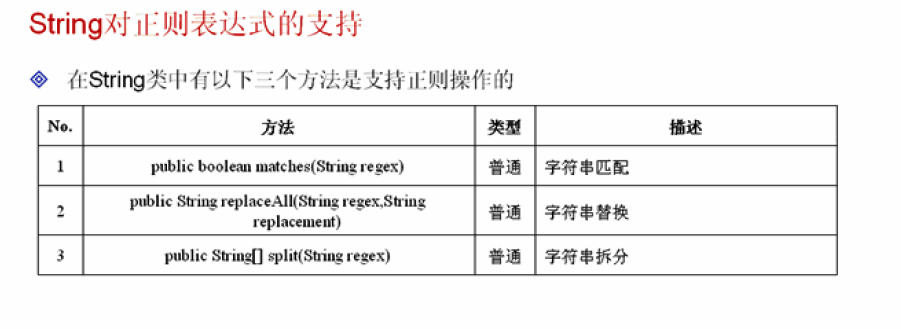 String对正则表达式的支持
在String类中有以下三个方法是支持正则操作的
No. 方法 类型 描述
1 public boolean matches(String regex) 普通 字符串匹配
2 public String replaceAll(String regex,String replacement) 普通 字符串替换
3 public String[] split(String regex) 普通 字符串拆分